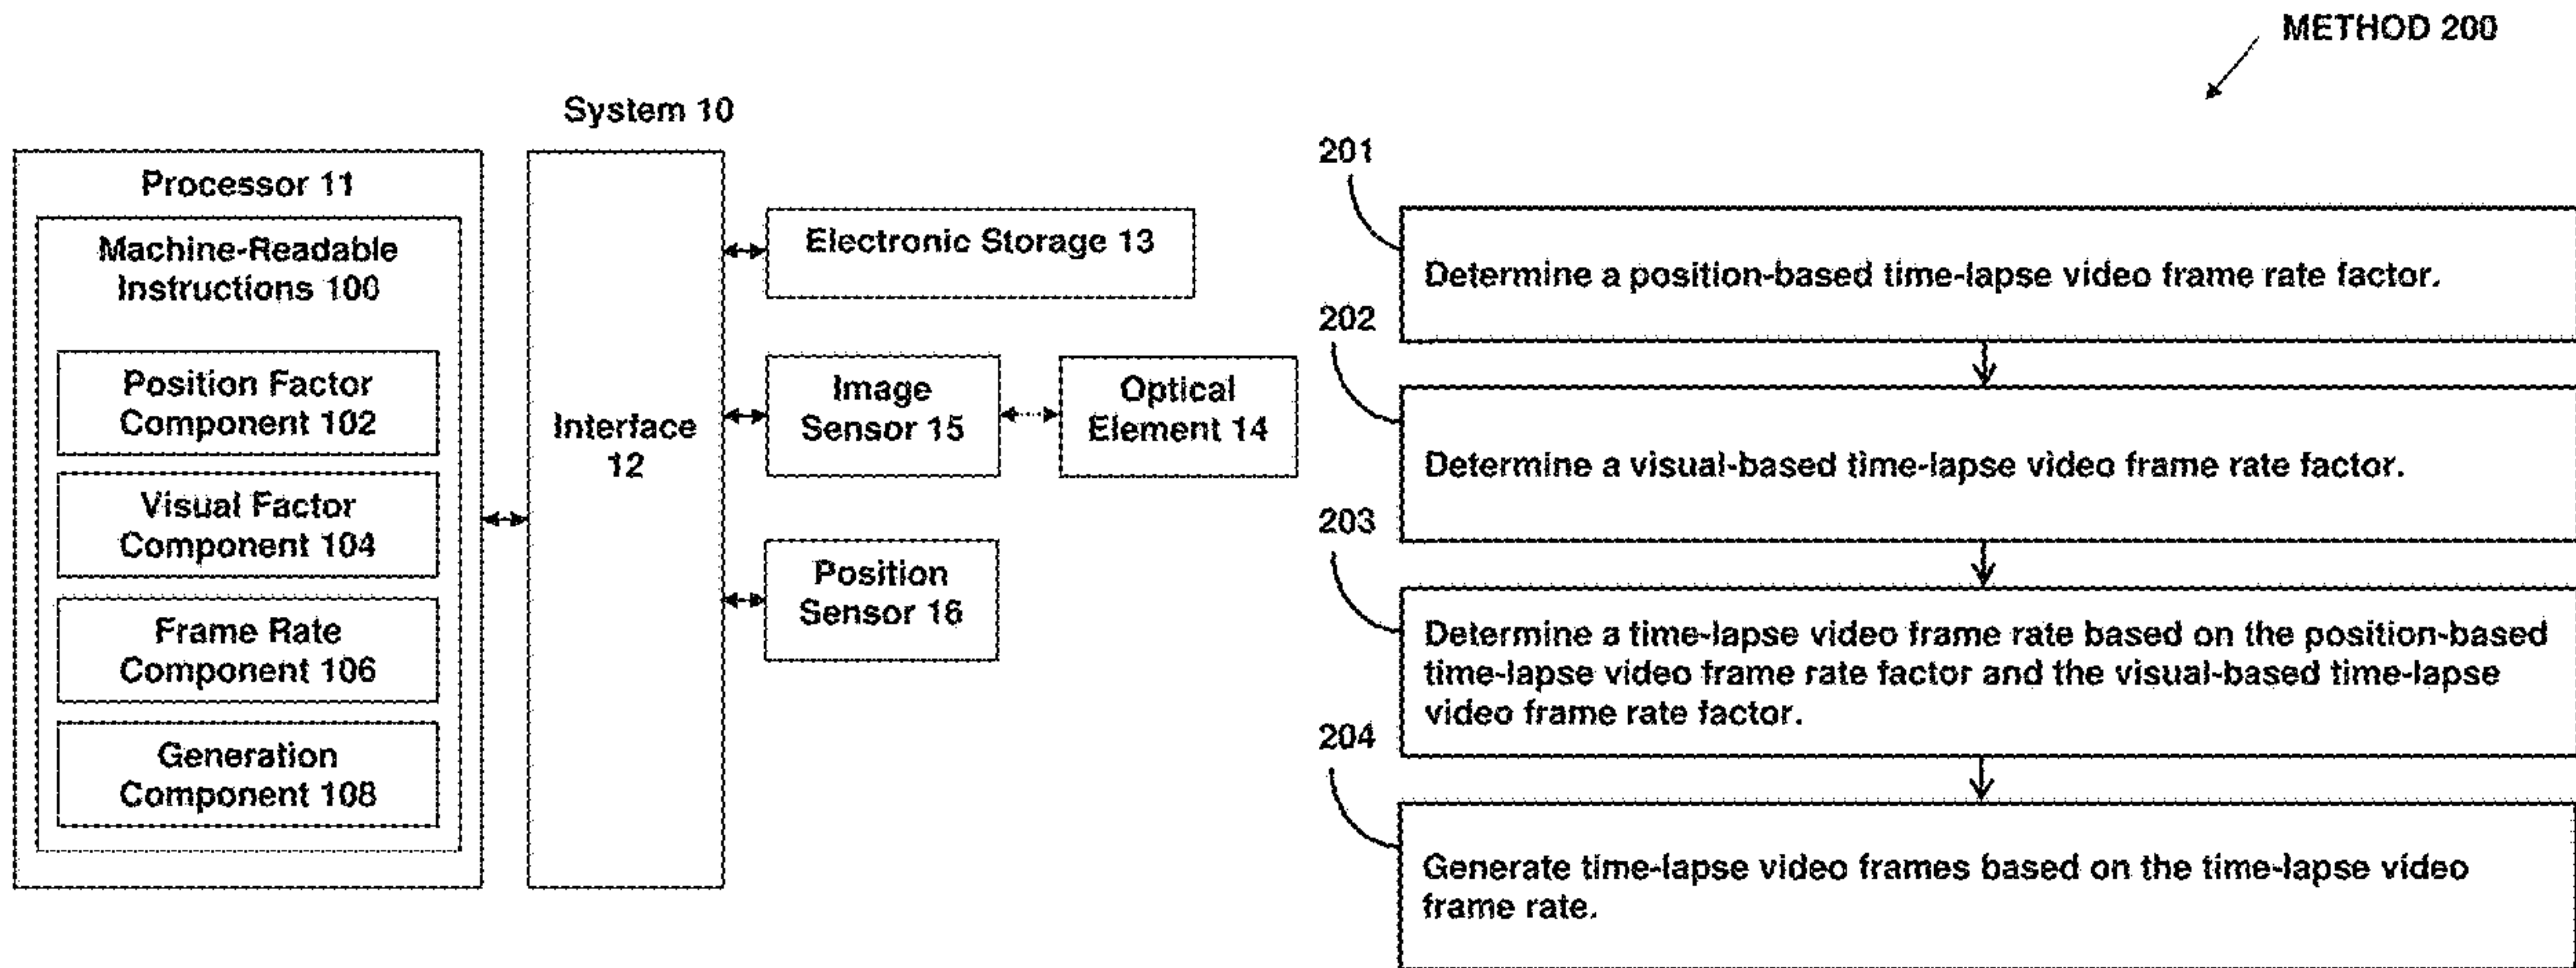 System 10
Processor 11
Machine-Readable
Instructions 100
Position Factor
Component 102
Visual Factor
Component 104
Frame Rate
Component 106
Generation
Component 108
Interface
12
Electronic Storage 13
Image
Sensor 15
Optical
Element 14
Position
Sensor 16
METHOD 200
201
Determine a position-based time-lapse video frame rate factor.
202
Determine a visual-based time-lapse video frame rate factor.
203
Determine a time-lapse video frame rate based on the position-based
time-lapse video frame rate factor and the visual-based time-lapse
video frame rate factor.
204
Generate time-lapse video frames based on the time-lapse video
frame rate.